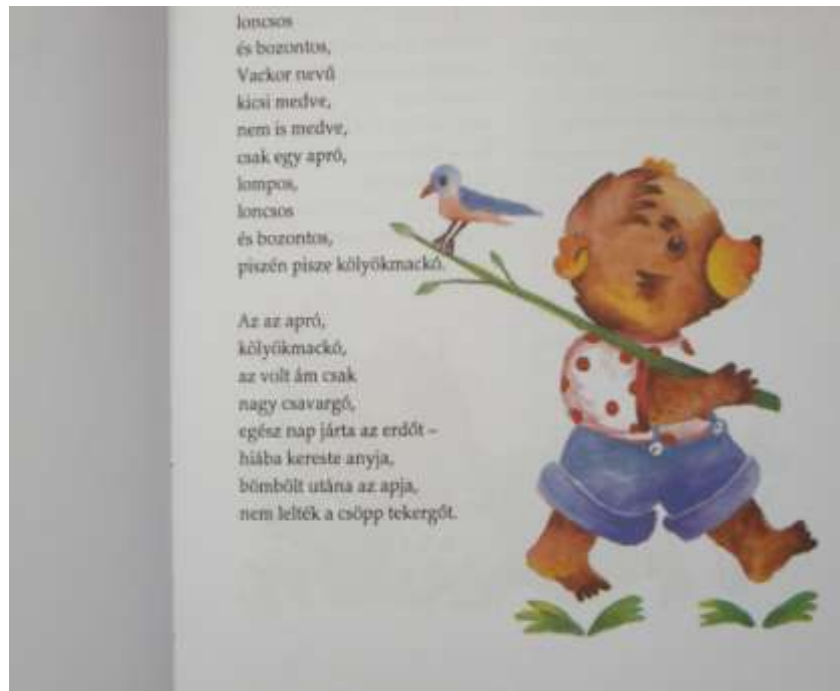 loncsos
és bozontos,
Vackor nevű
kicsi medve,
nem is medve,
csak egy apró,
lompos,
loncsos
és bozontos,
piszén pisze kölyökmackó.
Az az apró,
kölyökmackó,
az volt ám csak
nagy csavargó,
egész nap járta az erdőt –
hiába kereste anyja,
bömbölt utána az apja,
nem lelték a csöpp tekergőt.